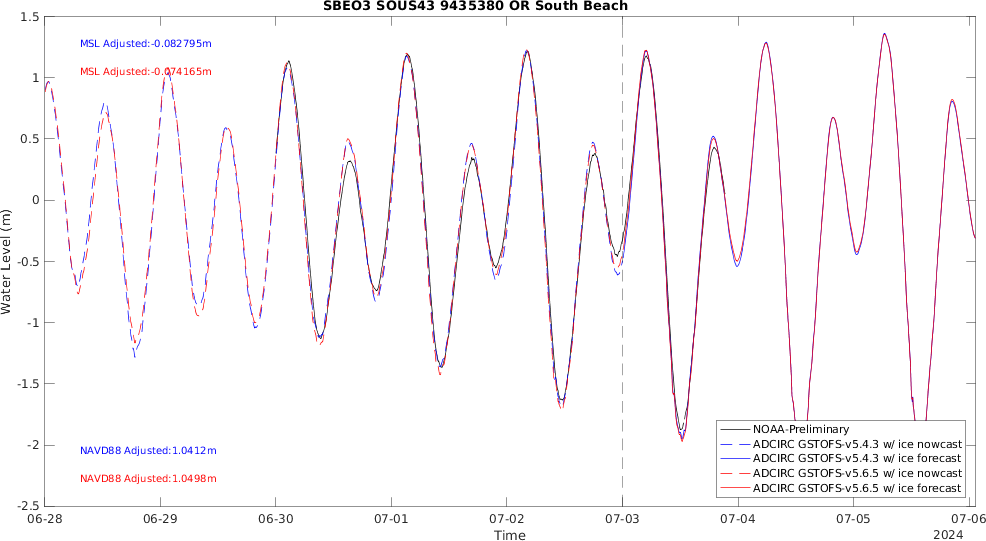 SBEO3 SOUS43 9435380 OR South Beach
1.5
1
0.5
0
-0.5
-1
-1.5
-2
-2.5
Water Level (m)
MSL Adjusted:-0.082795m
MSL Adjusted:-0.074165m
NAVD88 Adjusted:1.0412m
NAVD88 Adjusted:1.0498m
NOAA-Preliminary
ADCIRC GSTOFS-v5.4.3 w/ ice nowcast
ADCIRC GSTOFS-v5.4.3 w/ ice forecast
ADCIRC GSTOFS-v5.6.5 w/ ice nowcast
ADCIRC GSTOFS-v5.6.5 w/ ice forecast
06-28 06-29 06-30 07-01 07-02 07-03 07-04 07-05 07-06
Time
2024